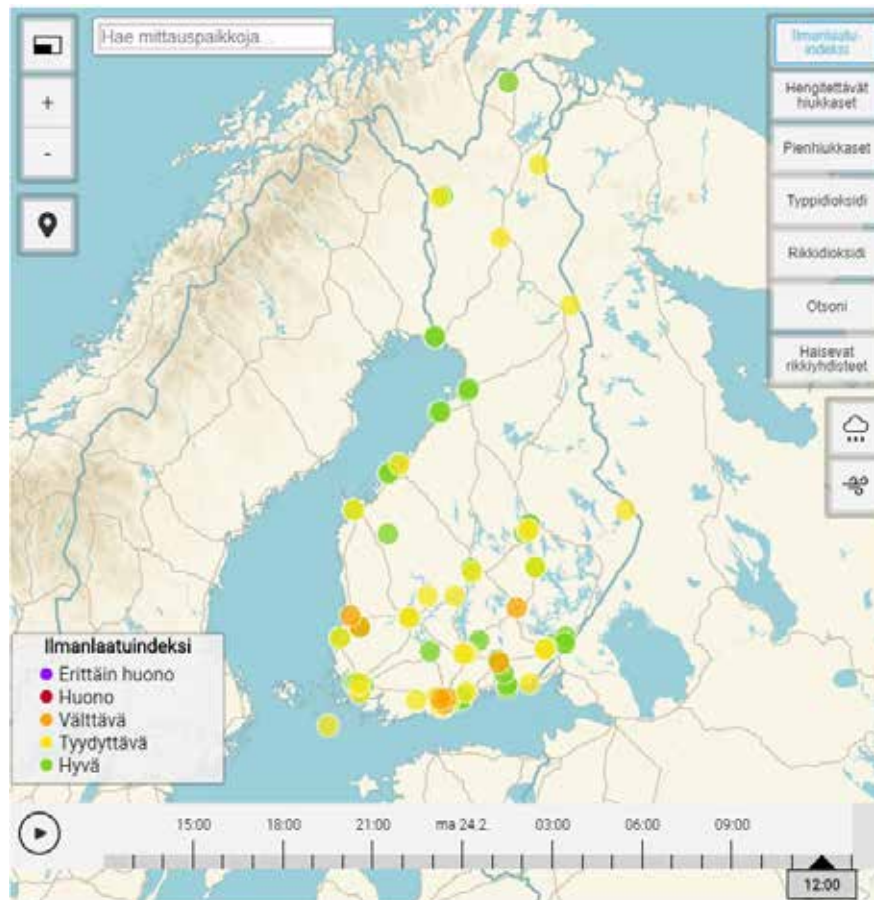 Hae mittauspaikkoja...
+
-
Ilmanlaatu-
indeksi
Hengitettävät
hiukkaset
Pienhiukkaset
Typpidioksidi
Rikkidioksidi
Otsoni
Haisevat
rikkiyhdisteet
Ilmanlaatuindeksi
Erittäin huono
Huono
Välttävä
Tyydyttävä
Hyvä
15:00
18:00
21:00
ma 24.2.
03:00
06:00
09:00
12:00